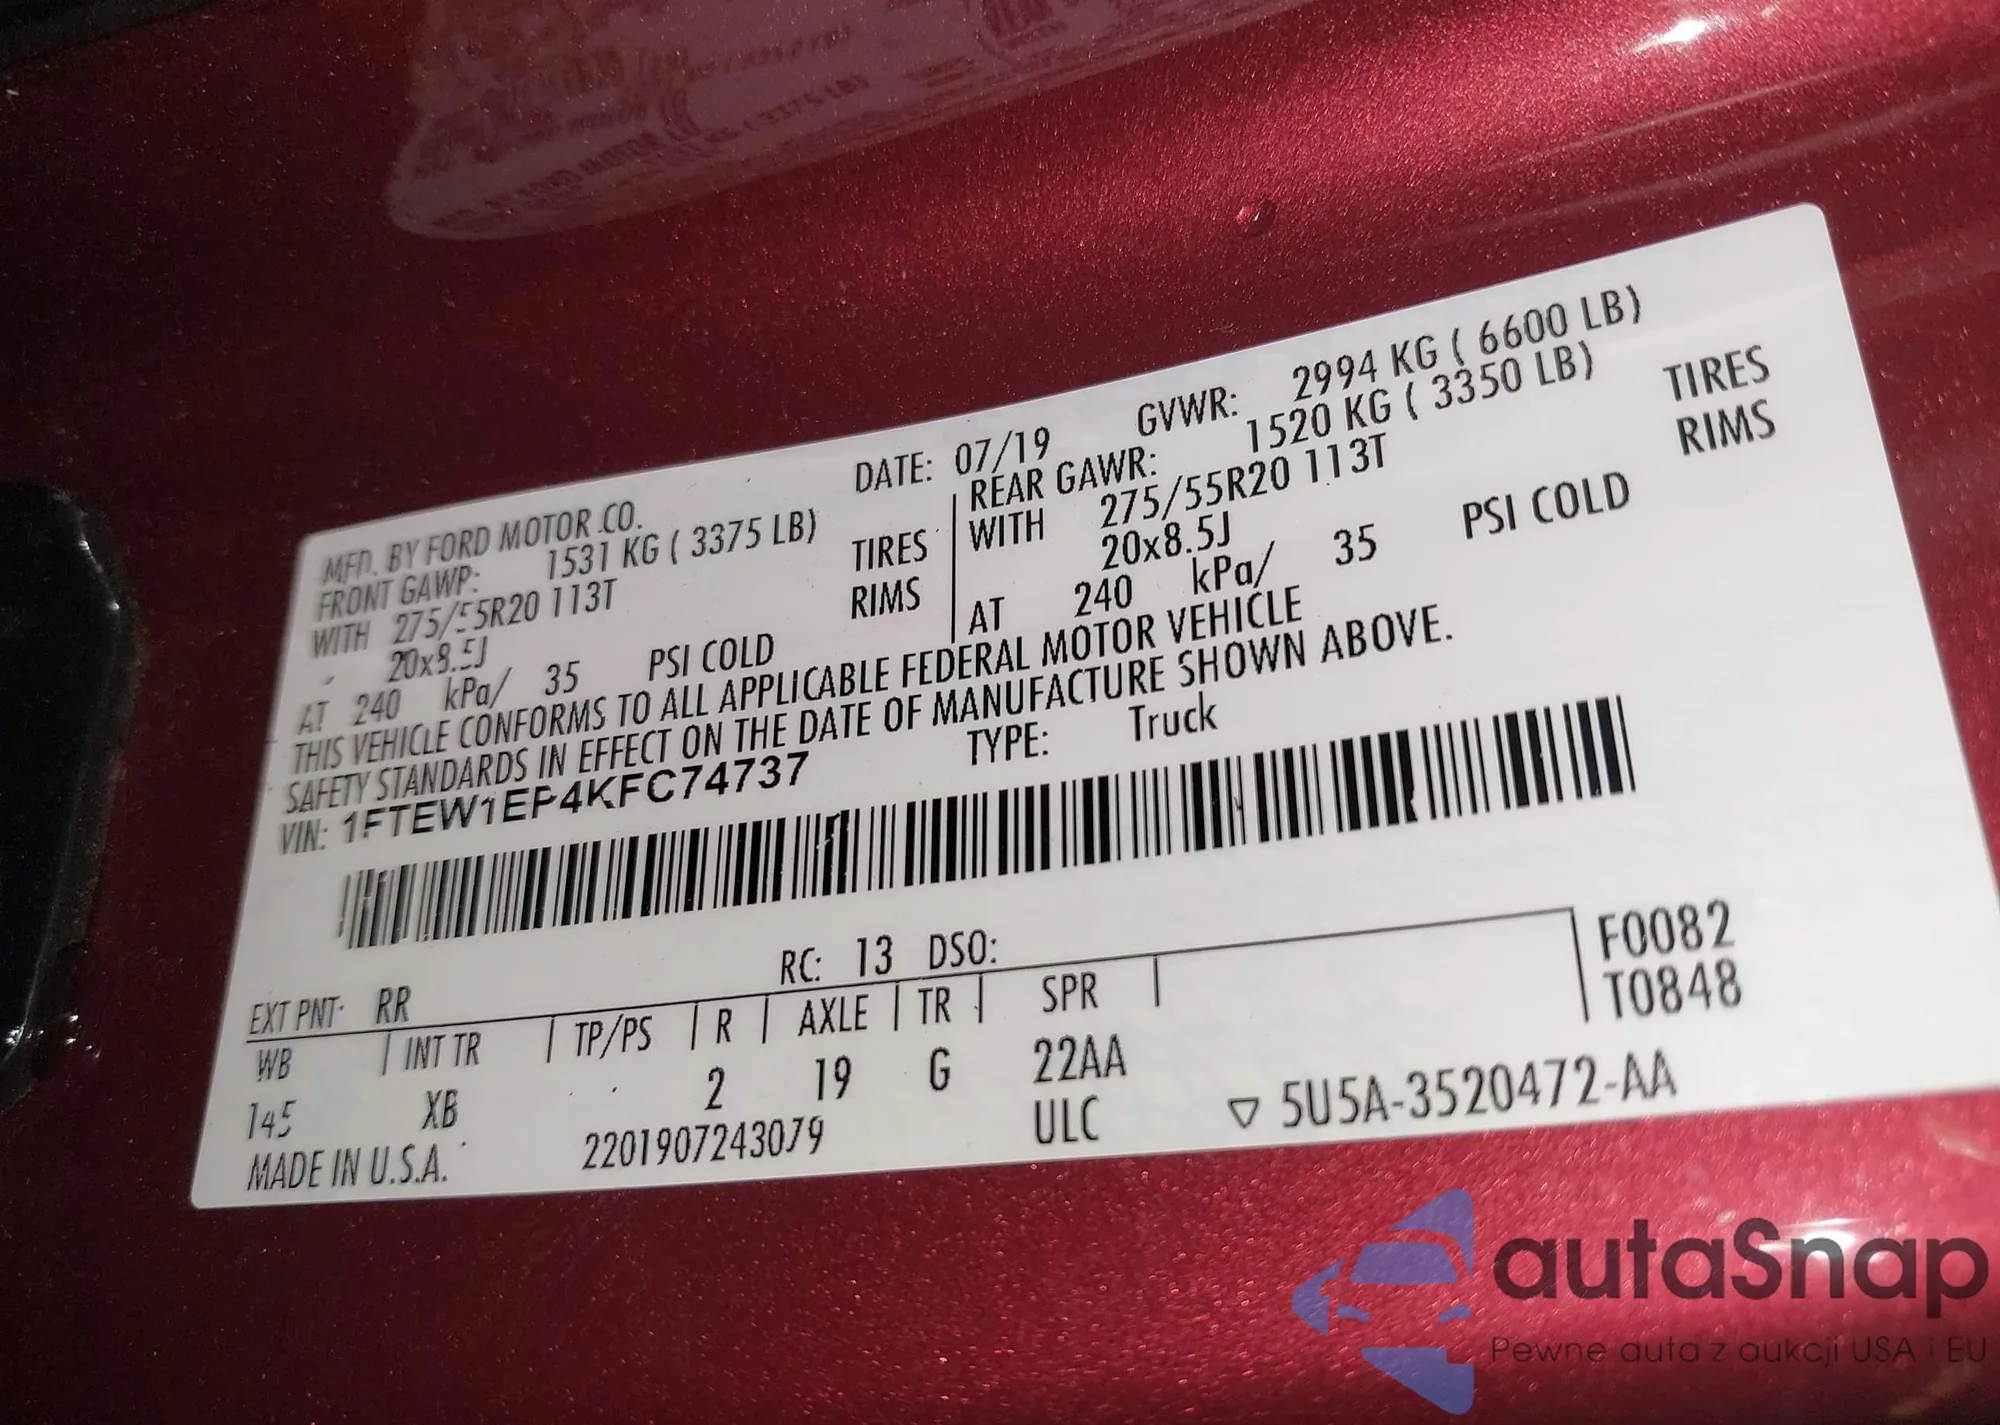 MFD. BY FORD MOTOR CO. DATE: 07/19 GVWR: 2994 KG ( 6600 LB)
FRONT GAWR: 1531 KG ( 3375 LB) REAR GAWR: 1520 KG ( 3350 LB)
WITH 275/55R20 113T TIRES WITH 275/55R20 113T TIRES
20x8.5J RIMS 20x8.5J RIMS
AT 240 kPa/ 35 PSI COLD AT 240 kPa/ 35 PSI COLD
THIS VEHICLE CONFORMS TO ALL APPLICABLE FEDERAL MOTOR VEHICLE
SAFETY STANDARDS IN EFFECT ON THE DATE OF MANUFACTURE SHOWN ABOVE.
VIN: 1FTEW1EP4KFC74737 TYPE: Truck
EXT PNT: RR RC: 13 DSO: F0082
WB INT TR TP/PS R AXLE TR SPR T0848
145 XB 2 19 G 22AA
MADE IN U.S.A. 2201907243079 ULC ▽ 5U5A-3520472-AA
autaSnap
Pewne auta z aukcji USA i EU